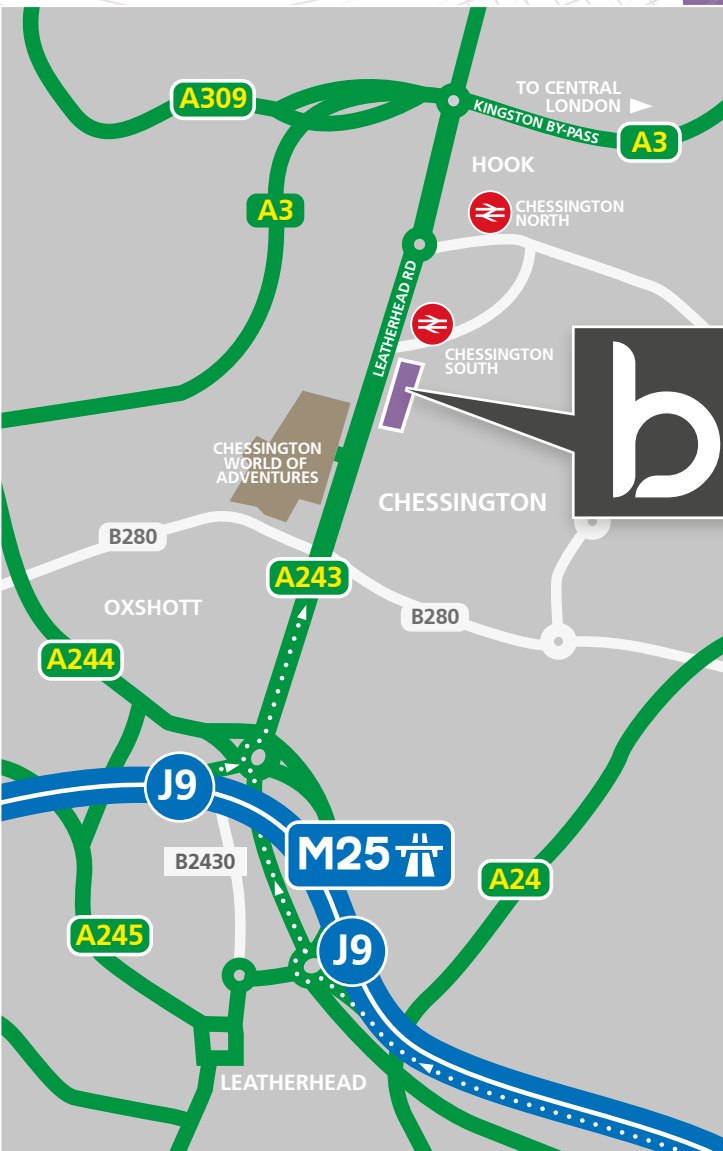 A309
TO CENTRAL
LONDON
KINGSTON BY-PASS
A3
HOOK
A3
CHESSINGTON
NORTH
LEATHERHEAD RD
CHESSINGTON
SOUTH
b
CHESSINGTON
WORLD OF
ADVENTURES
CHESSINGTON
B280
A243
OXSHOTT
B280
A244
J9
M25
B2430
A24
A245
J9
LEATHERHEAD